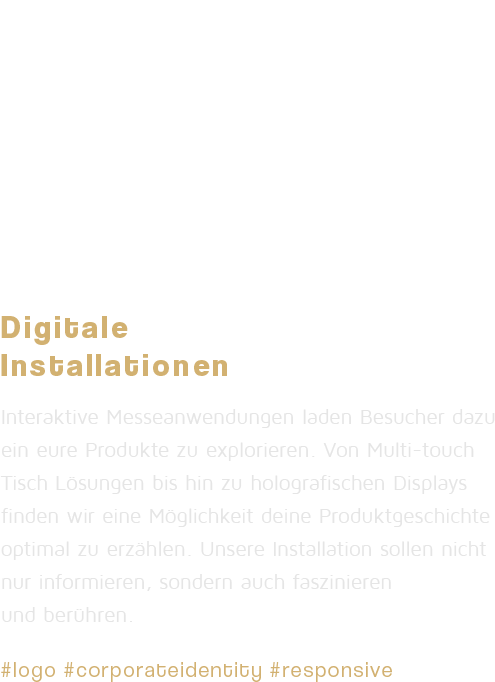 Digitale
Installationen
Interaktive Messeanwendungen laden Besucher dazu
ein eure Produkte zu explorieren. Von Multi-touch
Tisch Lösungen bis hin zu holografischen Displays
finden wir eine Möglichkeit deine Produktgeschichte
optimal zu erzählen. Unsere Installation sollen nicht
nur informieren, sondern auch faszinieren
und berühren.
#logo #corporateidentity #responsive